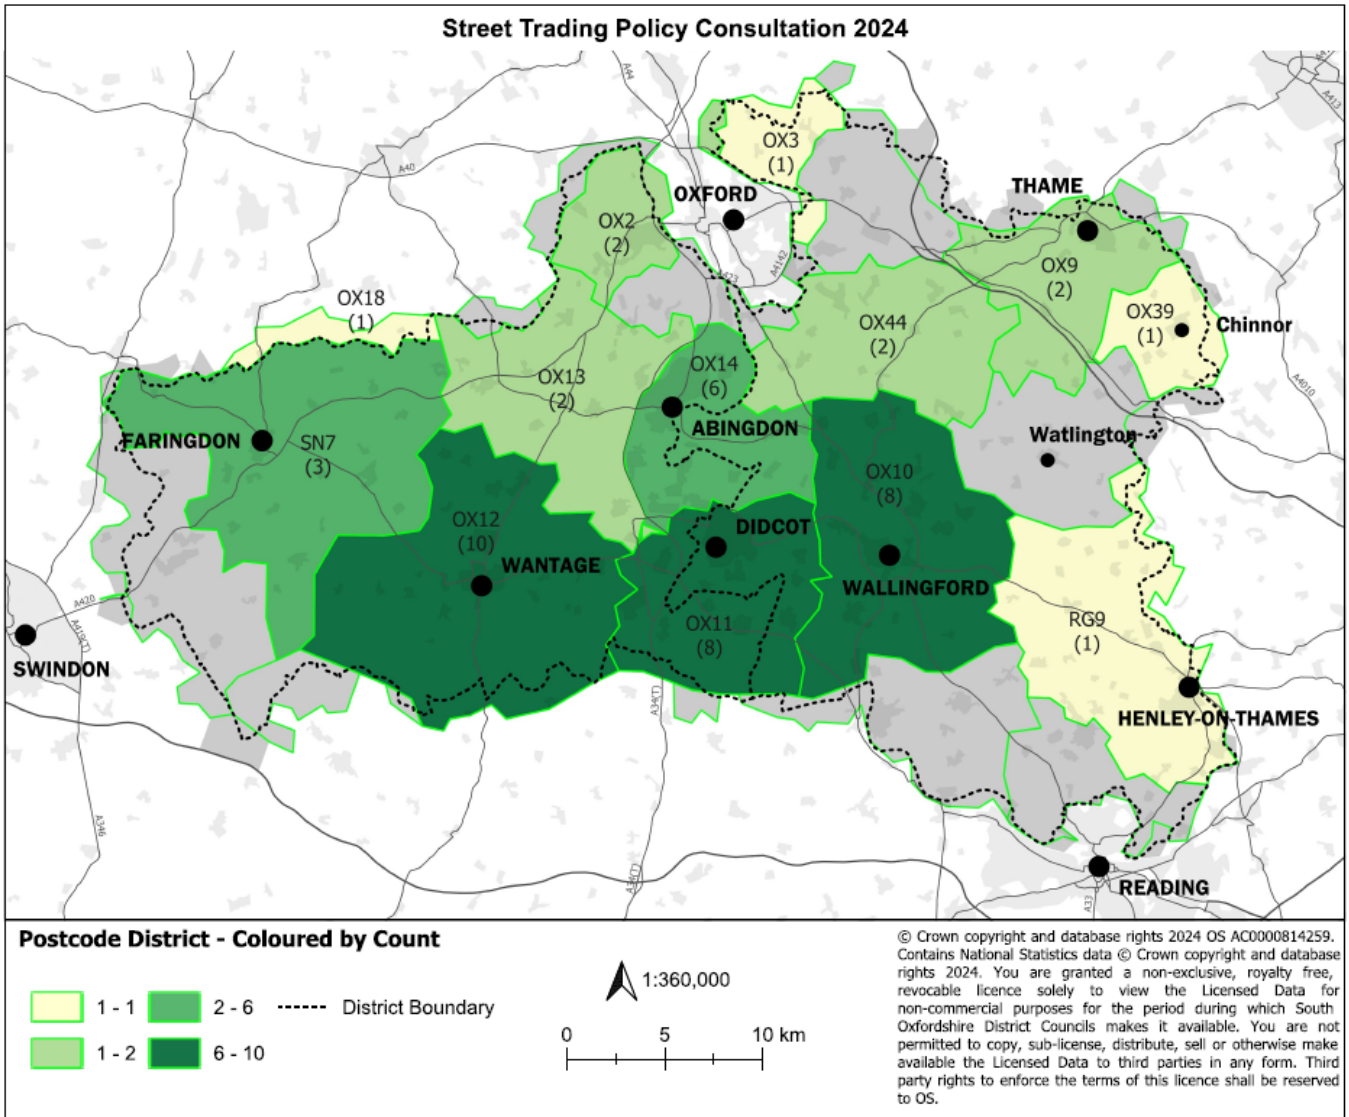 Street Trading Policy Consultation 2024
A44
A413
A40
OX3
(1)
THAME
OXFORD
OX2
(2)
A4142
A423
OX9
(2)
OX18
(1)
OX44
(2)
OX39
(1)
Chinnor
OX14
(6)
OX13
(2)
A4010
ABINGDON
FARINGDON
SN7
(3)
Watlington
OX10
(8)
OX12
(10)
DIDCOT
WANTAGE
WALLINGFORD
A420
A419(T)
OX11
(8)
RG9
(1)
SWINDON
A34(T)
HENLEY-ON-THAMES
A346
A34(T)
READING
A33
Postcode District - Coloured by Count
1 - 1
2 - 6
District Boundary
1 - 2
6 - 10
1:360,000
0 5 10 km
© Crown copyright and database rights 2024 OS AC0000814259.
Contains National Statistics data © Crown copyright and database
rights 2024. You are granted a non-exclusive, royalty free,
revocable licence solely to view the Licensed Data for
non-commercial purposes for the period during which South
Oxfordshire District Councils makes it available. You are not
permitted to copy, sub-license, distribute, sell or otherwise make
available the Licensed Data to third parties in any form. Third
party rights to enforce the terms of this licence shall be reserved
to OS.